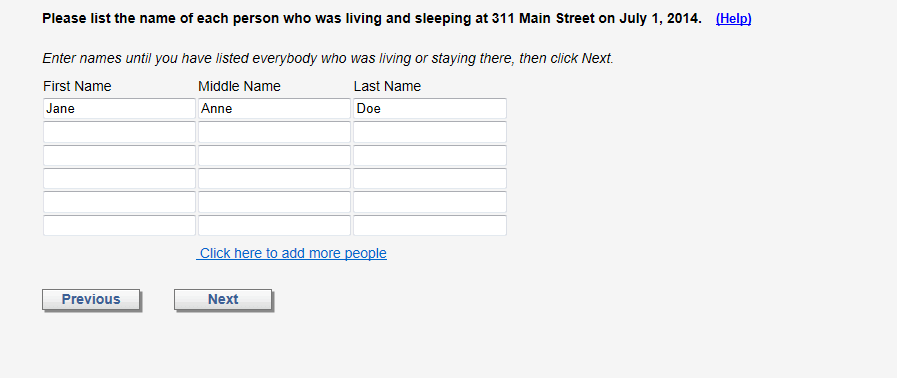 Please list the name of each person who was living and sleeping at 311 Main Street on July 1, 2014. (Help)
Enter names until you have listed everybody who was living or staying there, then click Next.
First Name Middle Name Last Name
Jane Anne Doe
Click here to add more people
Previous Next